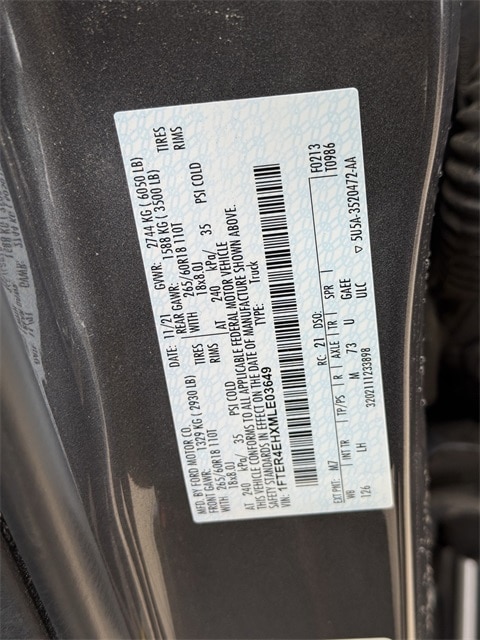 MFD. BY FORD MOTOR CO.
DATE: 11/21 GVWR: 2744 KG ( 6050 LB)
FRONT GAWR: 1329 KG ( 2930 LB) REAR GAWR: 1588 KG ( 3500 LB)
WITH 265/60R18 110T TIRES WITH 265/60R18 110T TIRES
18x8.0J RIMS 18x8.0J RIMS
AT 240 kPa/ 35 PSI COLD AT 240 kPa/ 35 PSI COLD
THIS VEHICLE CONFORMS TO ALL APPLICABLE FEDERAL MOTOR VEHICLE
SAFETY STANDARDS IN EFFECT ON THE DATE OF MANUFACTURE SHOWN ABOVE.
VIN: 1FTER4EHXMLE03649 TYPE: Truck
F0213
T0986
EXT PNT: MZ RC: 21 DSO:
WB INT TR TP/PS R AXLE TR SPR
126 LH M 73 U GAEE
ULC
3202111233898 5U5A-3520472-AA